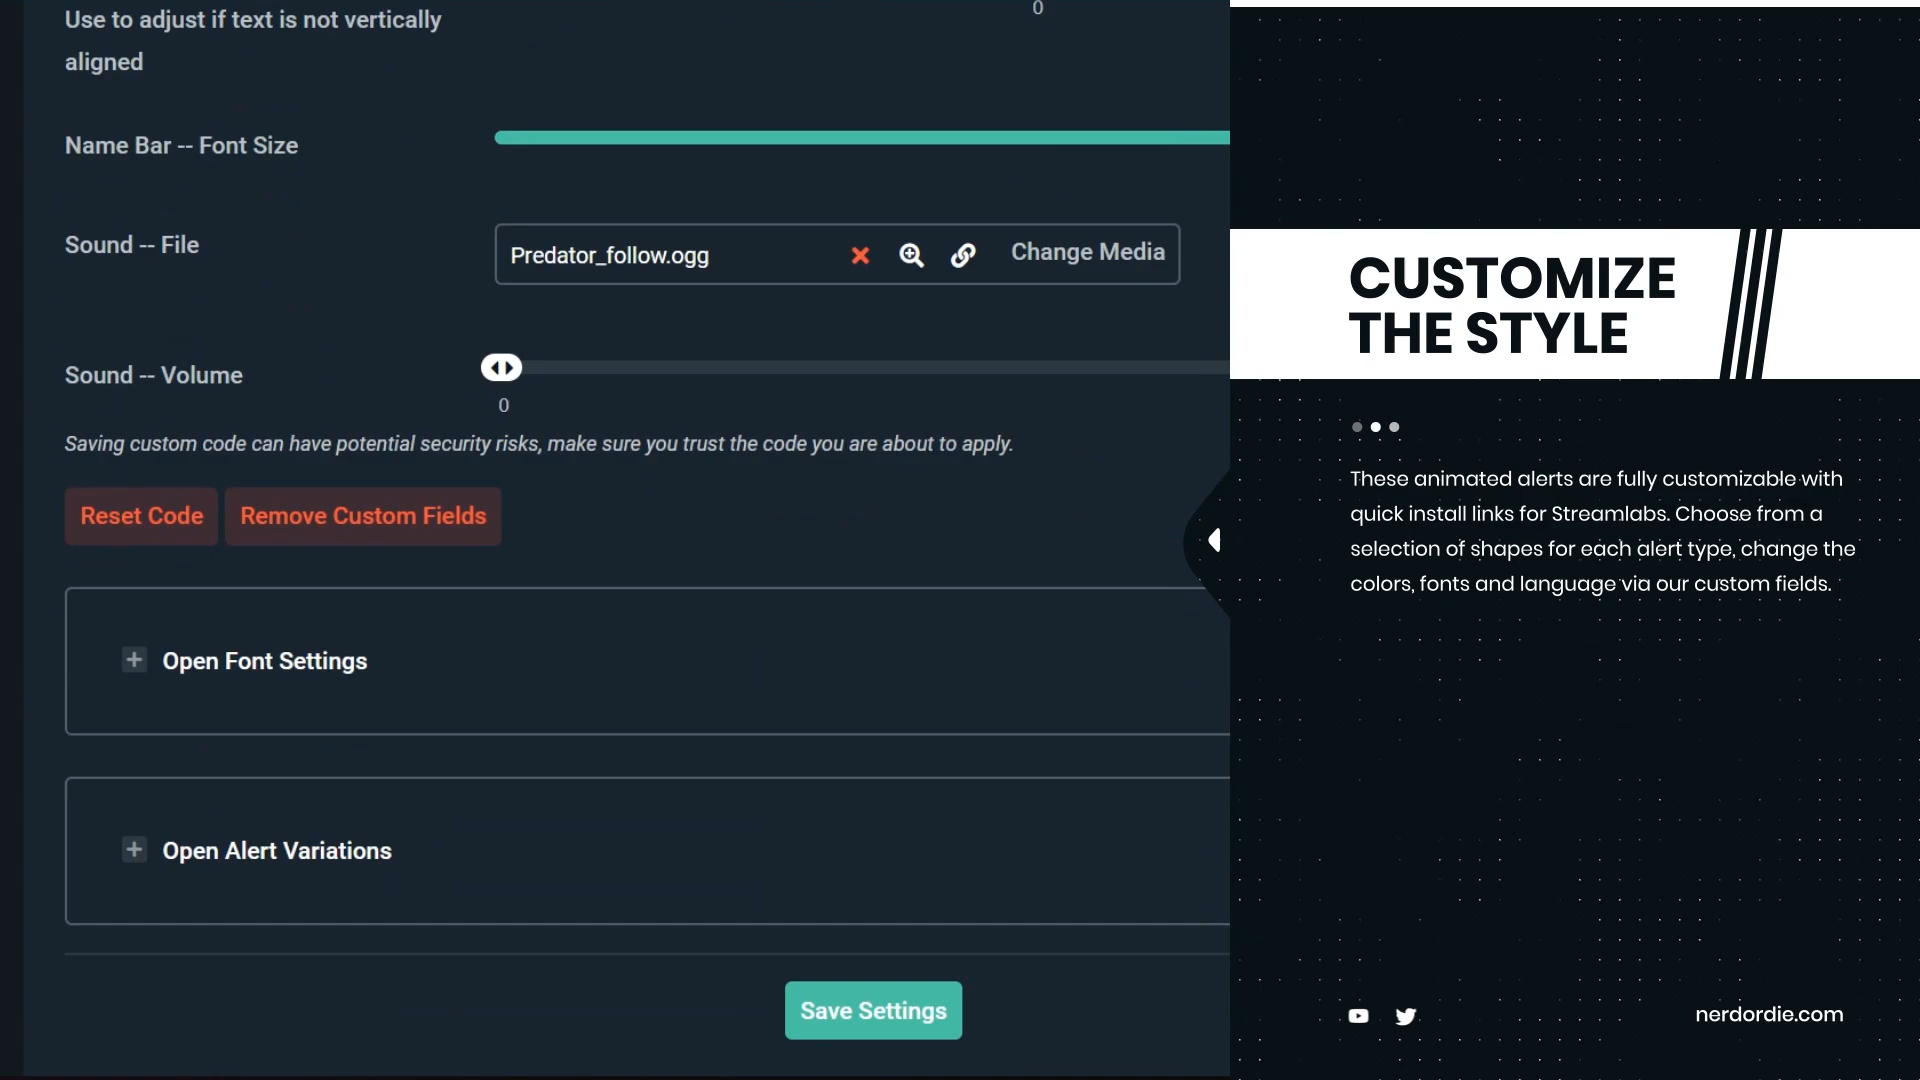 Use to adjust if text is not vertically
aligned
0
Name Bar -- Font Size
Sound -- File
Predator_follow.ogg
Change Media
Sound -- Volume
0
Saving custom code can have potential security risks, make sure you trust the code you are about to apply.
Reset Code
Remove Custom Fields
Open Font Settings
Open Alert Variations
Save Settings
CUSTOMIZE
THE STYLE
These animated alerts are fully customizable with
quick install links for Streamlabs. Choose from a
selection of shapes for each alert type, change the
colors, fonts and language via our custom fields.
nerdordie.com